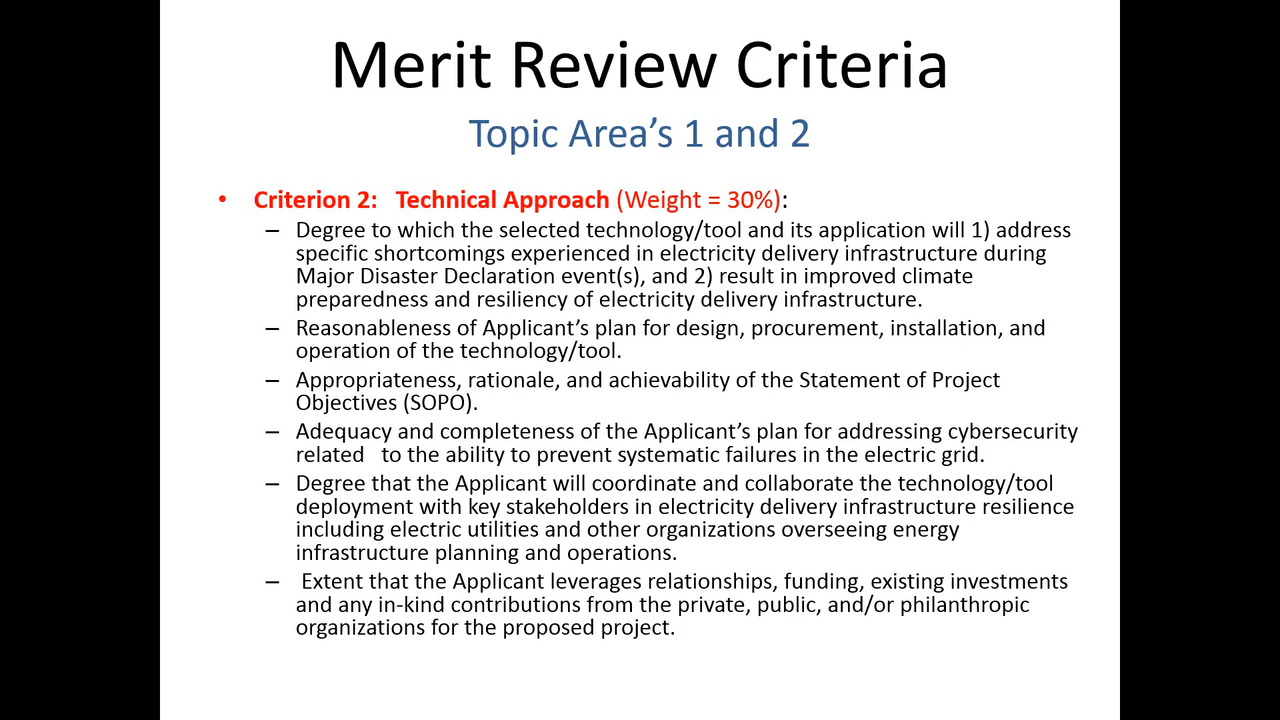 Merit Review Criteria
Topic Area’s 1 and 2
• Criterion 2:   Technical Approach (Weight = 30%):
– Degree to which the selected technology/tool and its application will 1) address
specific shortcomings experienced in electricity delivery infrastructure during
Major Disaster Declaration event(s), and 2) result in improved climate
preparedness and resiliency of electricity delivery infrastructure.
– Reasonableness of Applicant’s plan for design, procurement, installation, and
operation of the technology/tool.
– Appropriateness, rationale, and achievability of the Statement of Project
Objectives (SOPO).
– Adequacy and completeness of the Applicant’s plan for addressing cybersecurity
related   to the ability to prevent systematic failures in the electric grid.
– Degree that the Applicant will coordinate and collaborate the technology/tool
deployment with key stakeholders in electricity delivery infrastructure resilience
including electric utilities and other organizations overseeing energy
infrastructure planning and operations.
–  Extent that the Applicant leverages relationships, funding, existing investments
and any in-kind contributions from the private, public, and/or philanthropic
organizations for the proposed project.